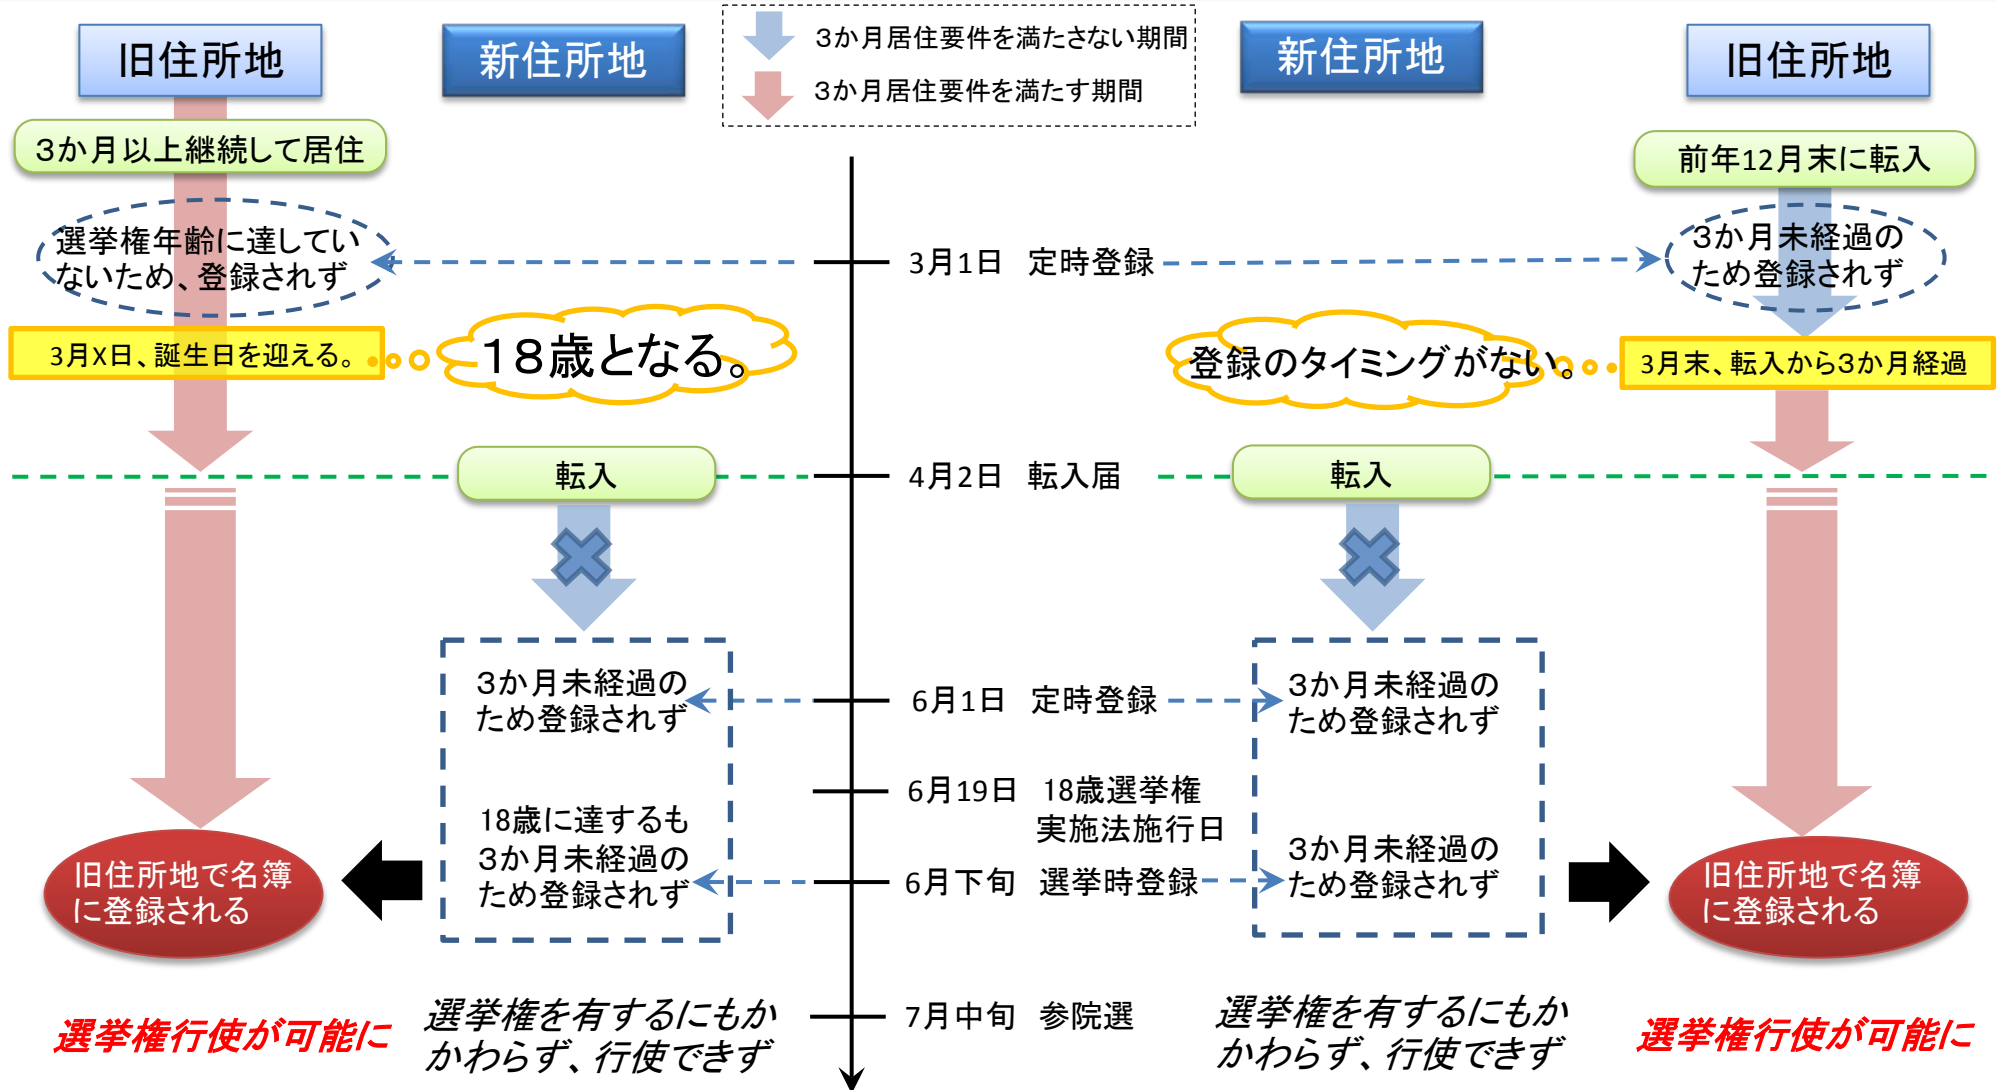 旧住所地
新住所地
3か月居住要件を満たさない期間
3か月居住要件を満たす期間
新住所地
旧住所地
3か月以上継続して居住
前年12月末に転入
選挙権年齢に達してい
ないため、登録されず
3月1日 定時登録
3か月未経過の
ため登録されず
3月X日、誕生日を迎える。
18歳となる。
登録のタイミングがない。
3月末、転入から3か月経過
転入
4月2日 転入届
転入
3か月未経過の
ため登録されず
6月1日 定時登録
3か月未経過の
ため登録されず
6月19日 18歳選挙権
実施法施行日
18歳に達するも
3か月未経過の
ため登録されず
6月下旬 選挙時登録
3か月未経過の
ため登録されず
旧住所地で名簿
に登録される
旧住所地で名簿
に登録される
選挙権行使が可能に
選挙権を有するにもか
かわらず、行使できず
7月中旬 参院選
選挙権を有するにもか
かわらず、行使できず
選挙権行使が可能に